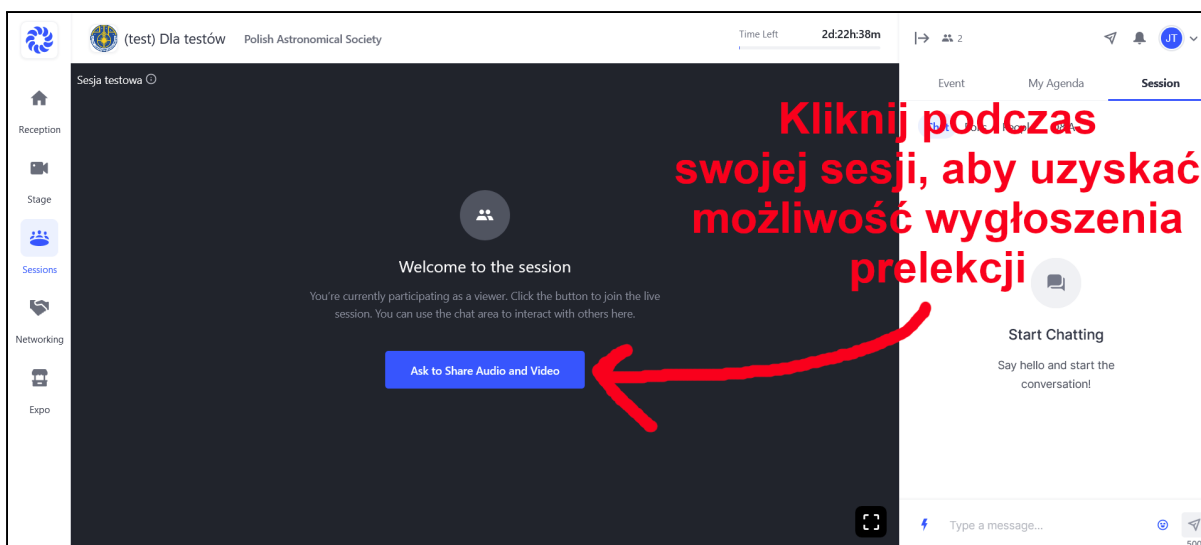 (test) Dla testów Polish Astronomical Society
Time Left 2d:22h:38m
2
JT
Reception
Stage
Sessions
Networking
Expo
Sesja testowa
Welcome to the session
You're currently participating as a viewer. Click the button to join the live
session. You can use the chat area to interact with others here.
Ask to Share Audio and Video
Kliknij podczas
swojej sesji, aby uzyskać
możliwość wygłoszenia
prelekcji
Event My Agenda Session
Chat
Start Chatting
Say hello and start the
conversation!
Type a message...
500